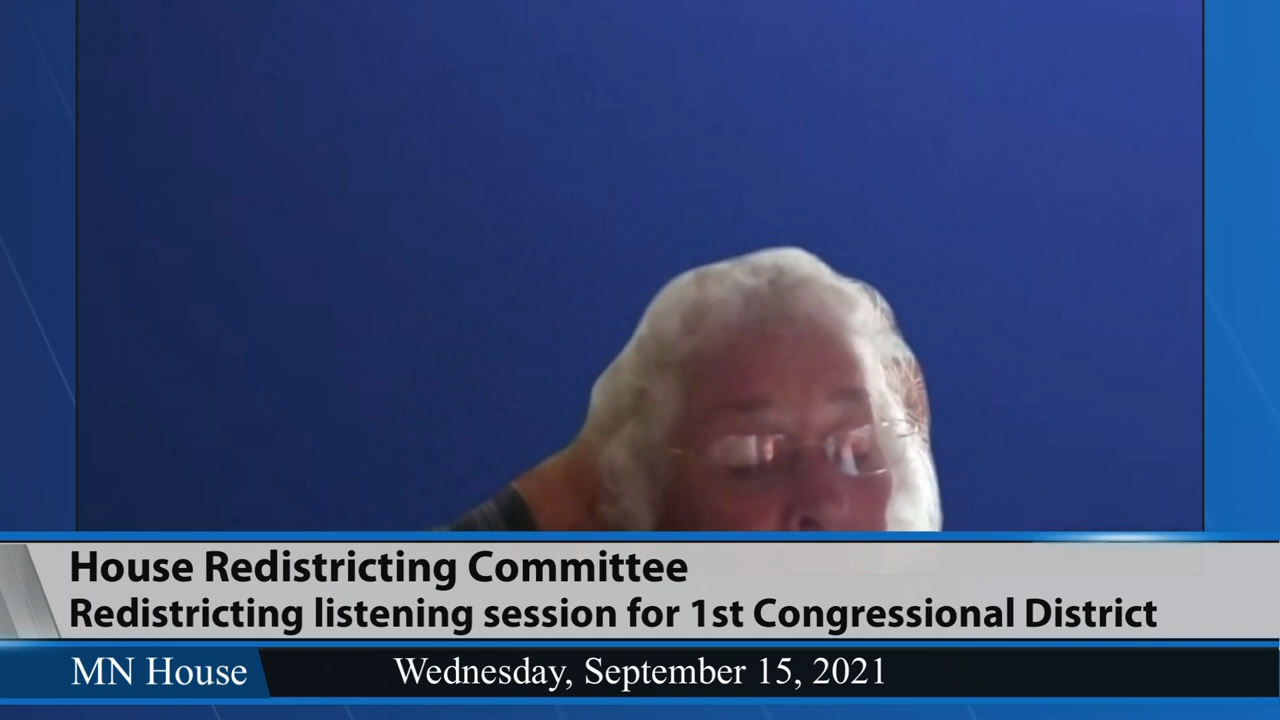 House Redistricting Committee
Redistricting listening session for 1st Congressional District
MN House
Wednesday, September 15, 2021